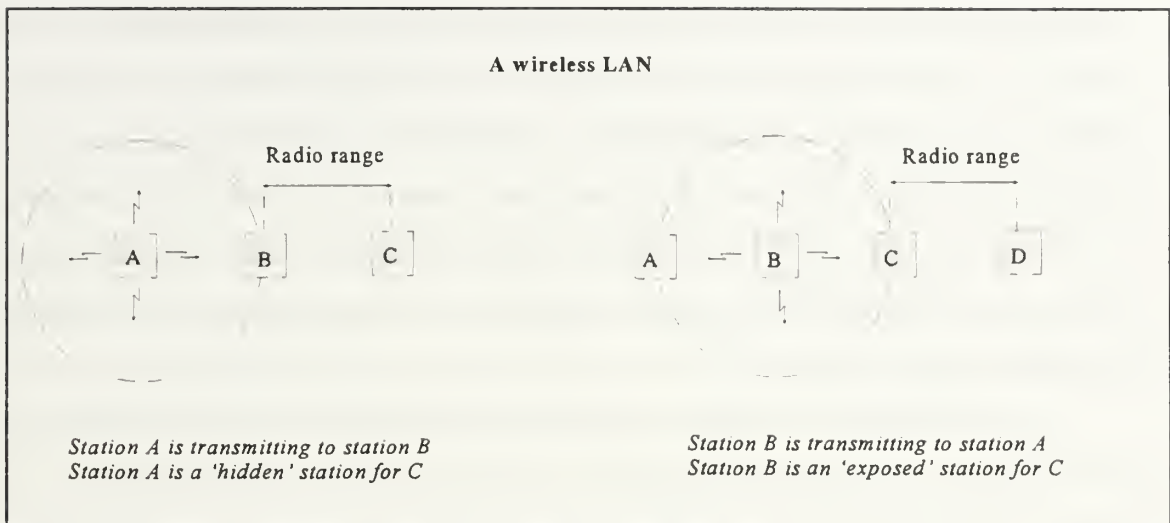 A wireless LAN
Radio range
A B C
Station A is transmitting to station B
Station A is a 'hidden' station for C
Radio range
A B C D
Station B is transmitting to station A
Station B is an 'exposed' station for C